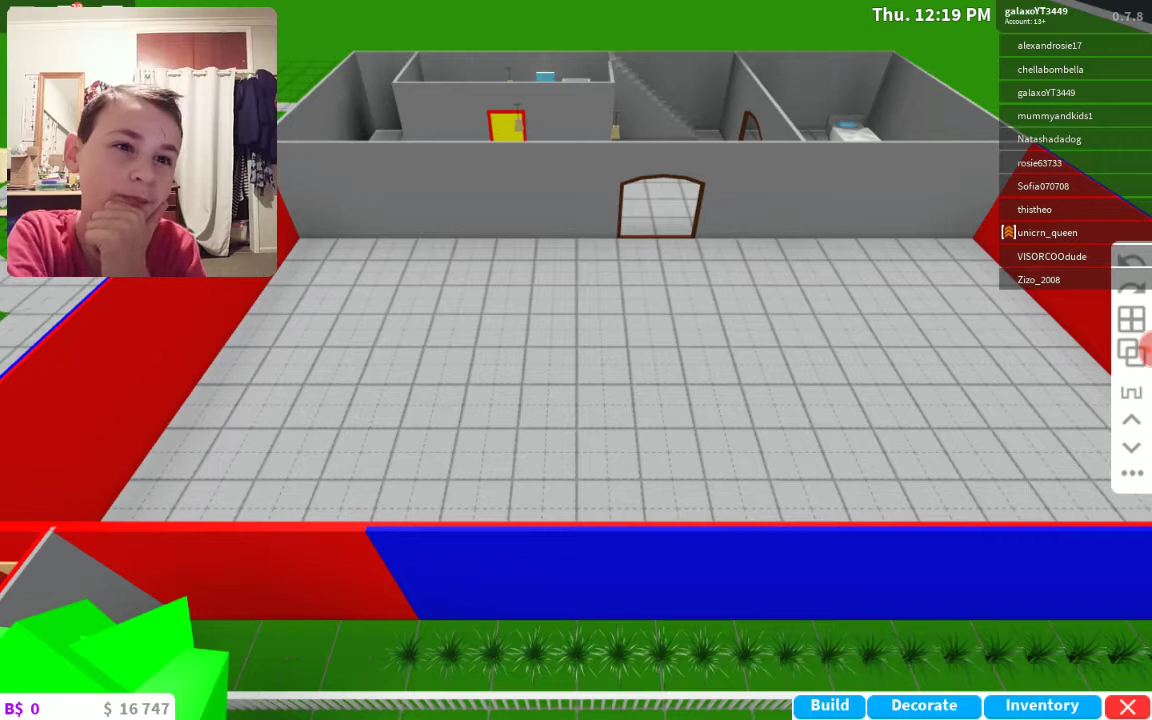 Thu. 12:19 PM
galaxoYT3449
Account: 13+
0.7.8
alexandrosie17
chellabombella
galaxoYT3449
mummyandkids1
Natashadadog
rosie63733
Sofia070708
thistheo
unicrn_queen
VISORCOOdude
Zizo_2008
B$ 0
$ 16 747
Build
Decorate
Inventory